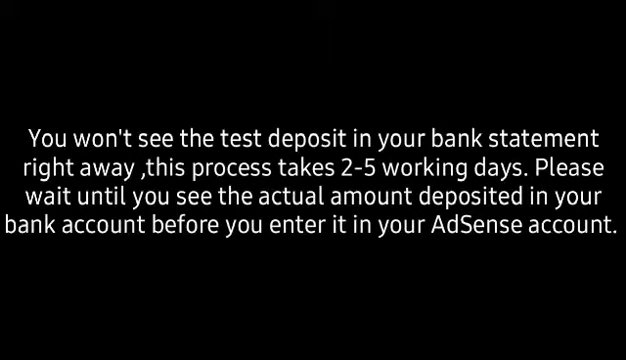 You won't see the test deposit in your bank statement
right away ,this process takes 2-5 working days. Please
wait until you see the actual amount deposited in your
bank account before you enter it in your AdSense account.